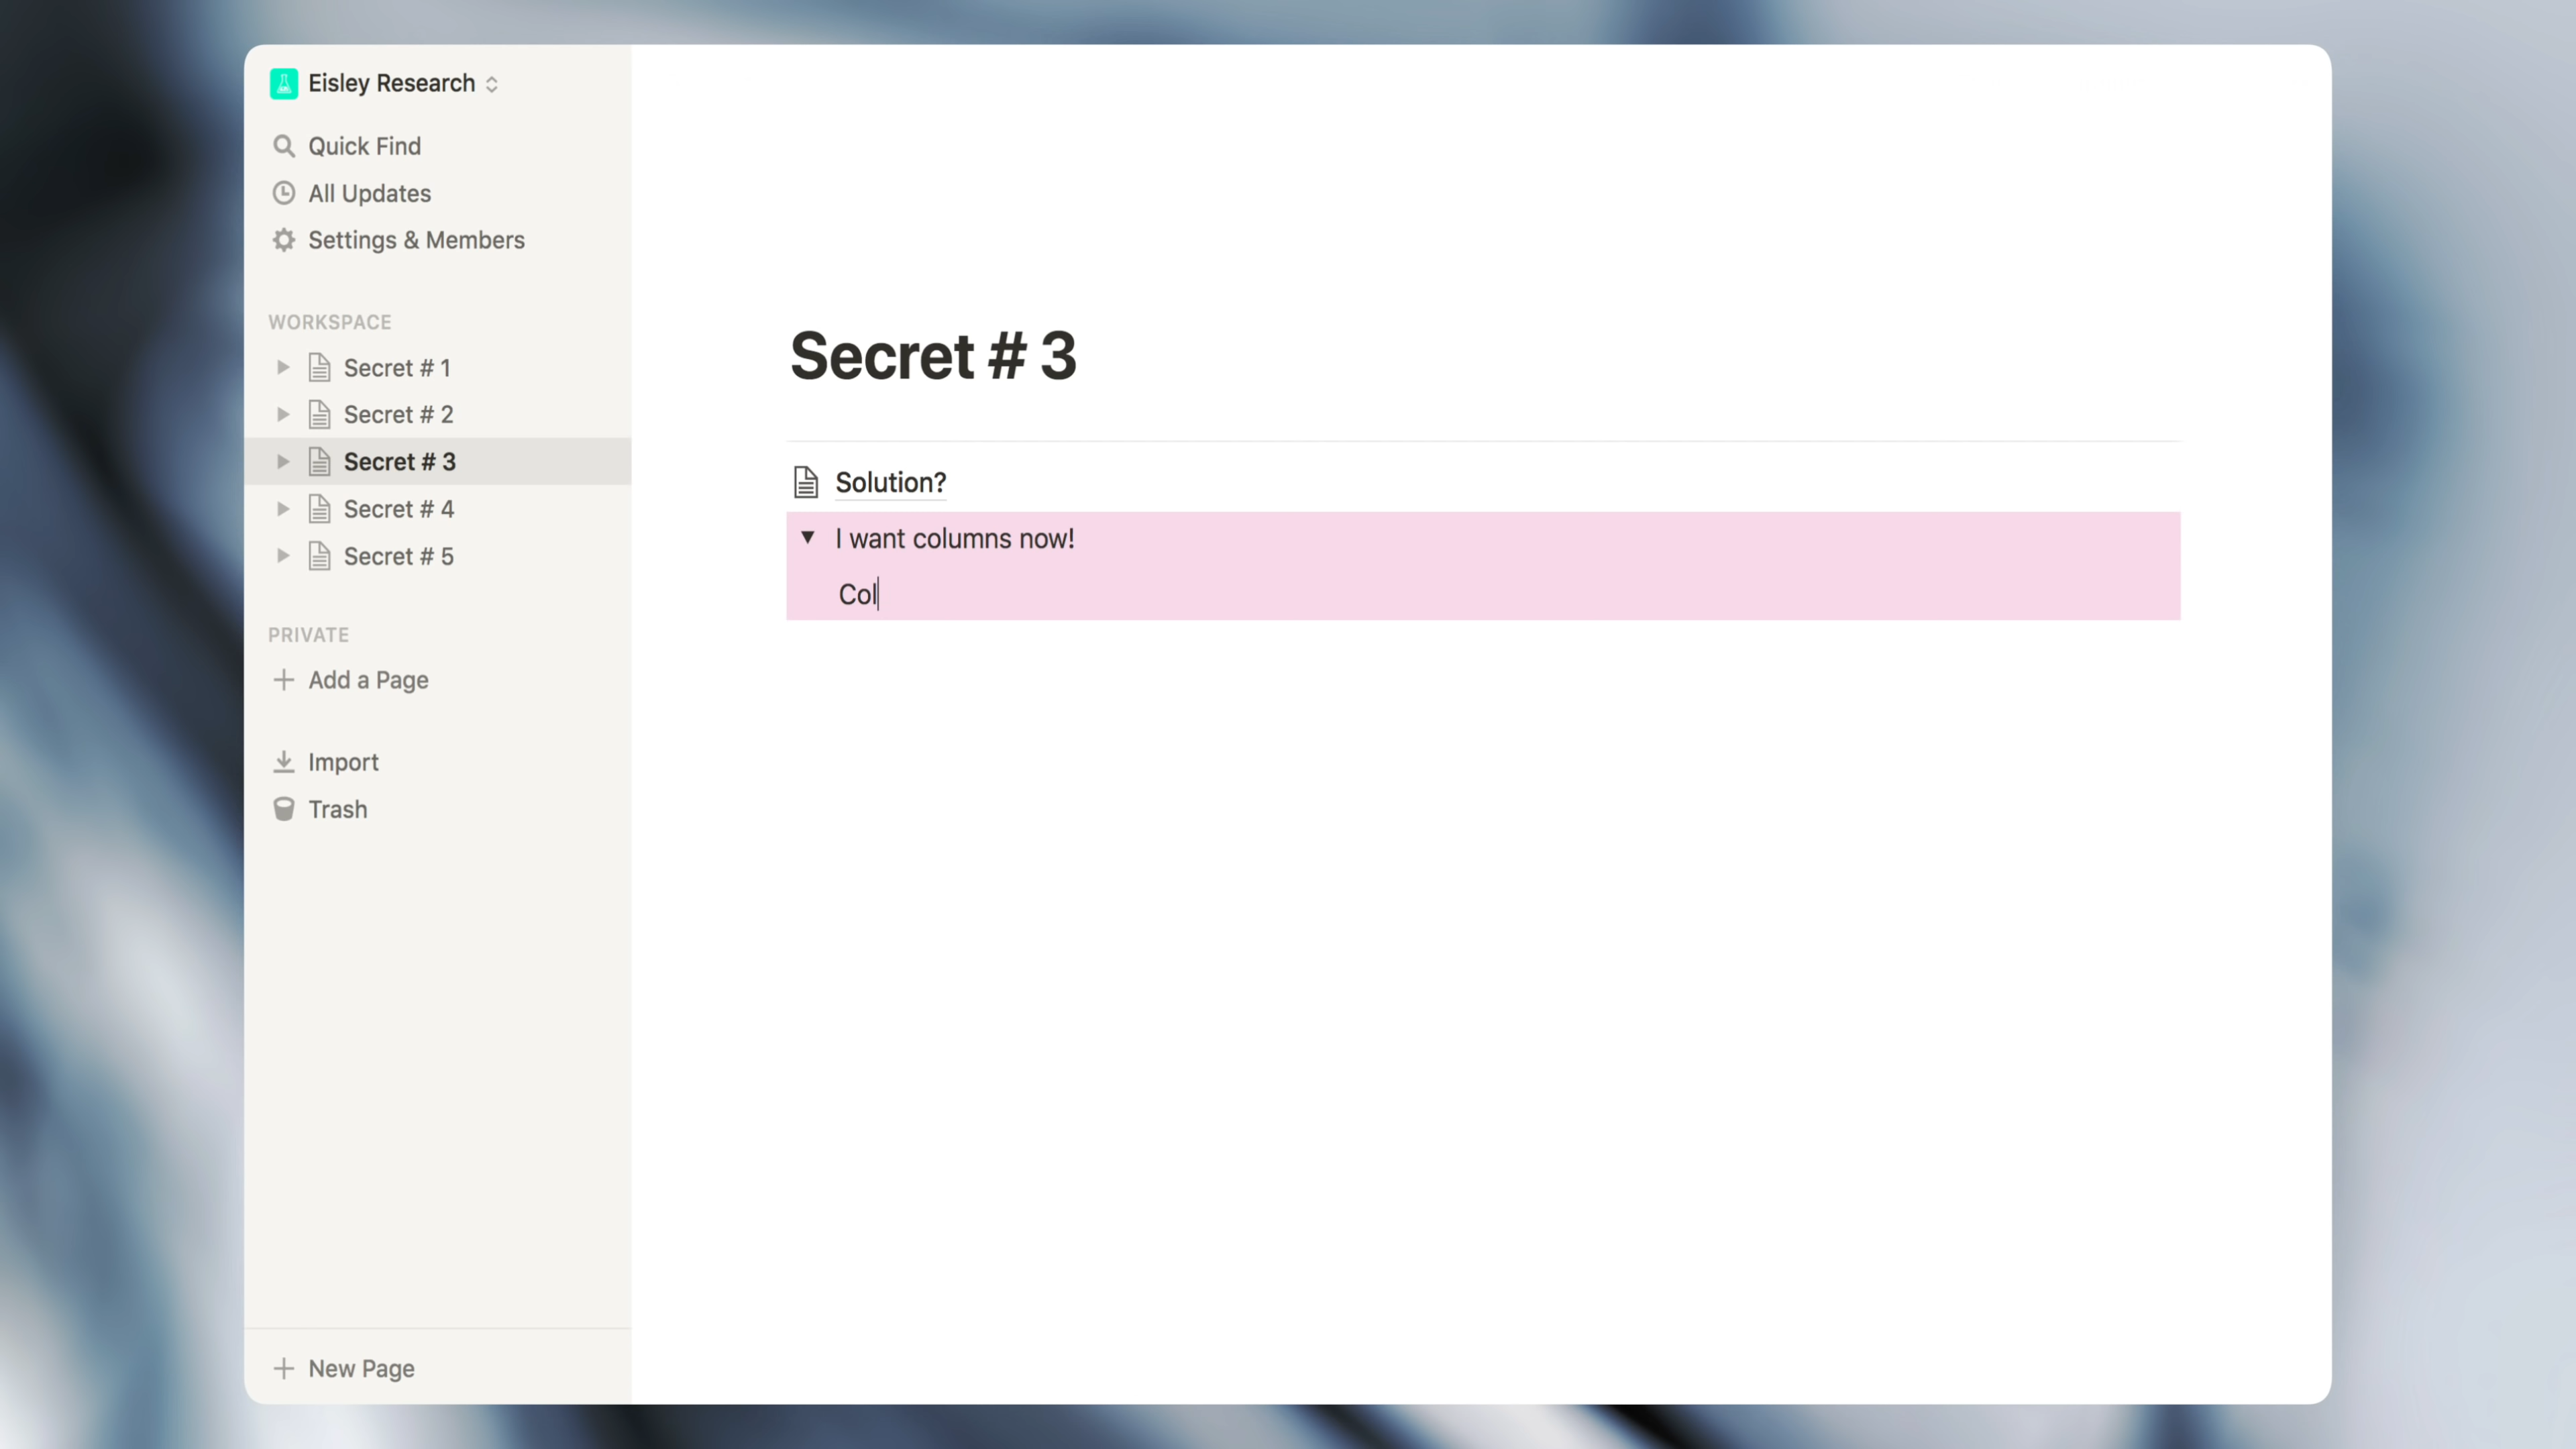 Eisley Research
Quick Find
All Updates
Settings & Members
WORKSPACE
Secret # 1
Secret # 2
Secret # 3
Secret # 4
Secret # 5
PRIVATE
Add a Page
Import
Trash
New Page
Secret # 3
Solution?
I want columns now!
Col